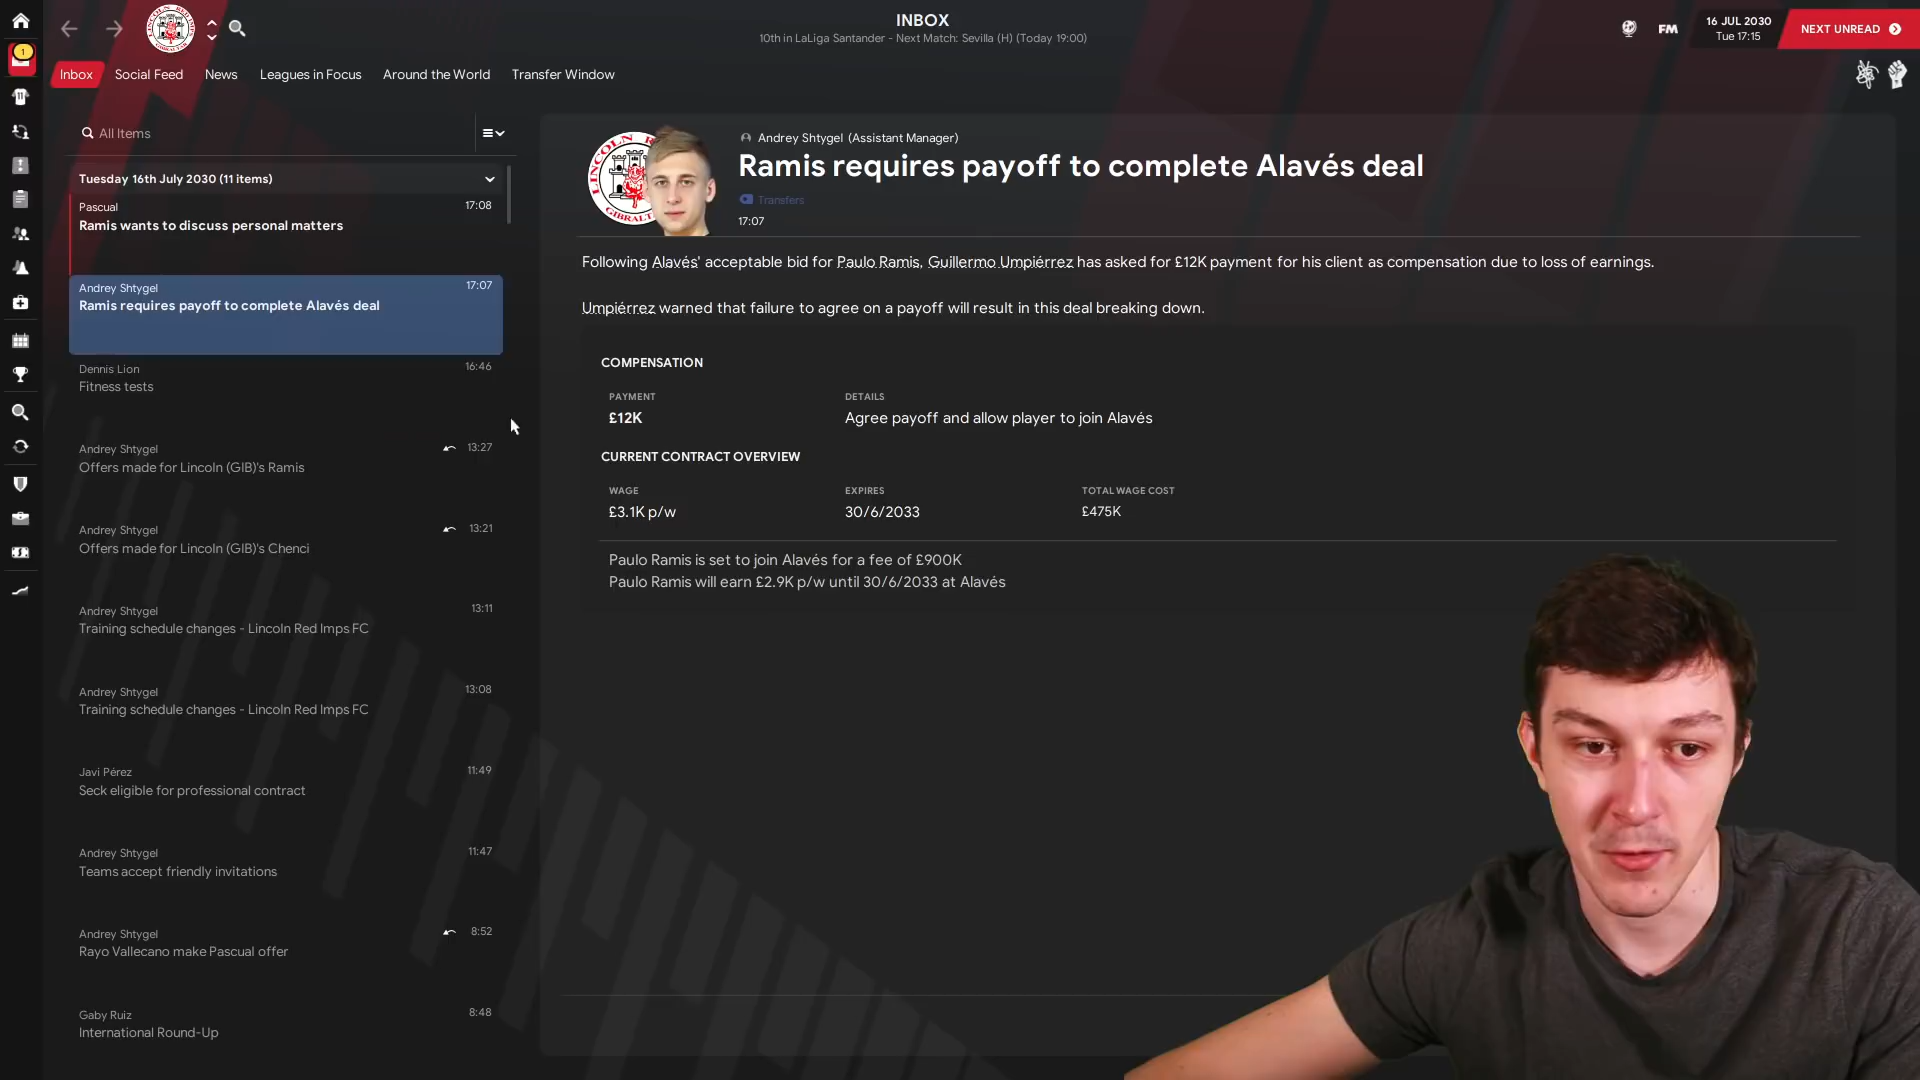 INBOX
10th in LaLiga Santander - Next Match: Sevilla (H) (Today 19:00)
FM
16 JUL 2030
Tue 17:15
NEXT UNREAD
1
Inbox
Social Feed
News
Leagues in Focus
Around the World
Transfer Window
All Items
Tuesday 16th July 2030 (11 items)
Pascual
17:08
Ramis wants to discuss personal matters
Andrey Shtygel
17:07
Ramis requires payoff to complete Alavés deal
Dennis Lion
16:46
Fitness tests
Andrey Shtygel
13:27
Offers made for Lincoln (GIB)'s Ramis
Andrey Shtygel
13:21
Offers made for Lincoln (GIB)'s Chenci
Andrey Shtygel
13:11
Training schedule changes - Lincoln Red Imps FC
Andrey Shtygel
13:08
Training schedule changes - Lincoln Red Imps FC
Javi Pérez
11:49
Seck eligible for professional contract
Andrey Shtygel
11:47
Teams accept friendly invitations
Andrey Shtygel
8:52
Rayo Vallecano make Pascual offer
Gaby Ruiz
8:48
International Round-Up
Andrey Shtygel (Assistant Manager)
Ramis requires payoff to complete Alavés deal
Transfers
17:07
Following Alavés' acceptable bid for Paulo Ramis, Guillermo Umpiérrez has asked for £12K payment for his client as compensation due to loss of earnings.
Umpiérrez warned that failure to agree on a payoff will result in this deal breaking down.
COMPENSATION
PAYMENT
DETAILS
£12K
Agree payoff and allow player to join Alavés
CURRENT CONTRACT OVERVIEW
WAGE
EXPIRES
TOTAL WAGE COST
£3.1K p/w
30/6/2033
£475K
Paulo Ramis is set to join Alavés for a fee of £900K
Paulo Ramis will earn £2.9K p/w until 30/6/2033 at Alavés